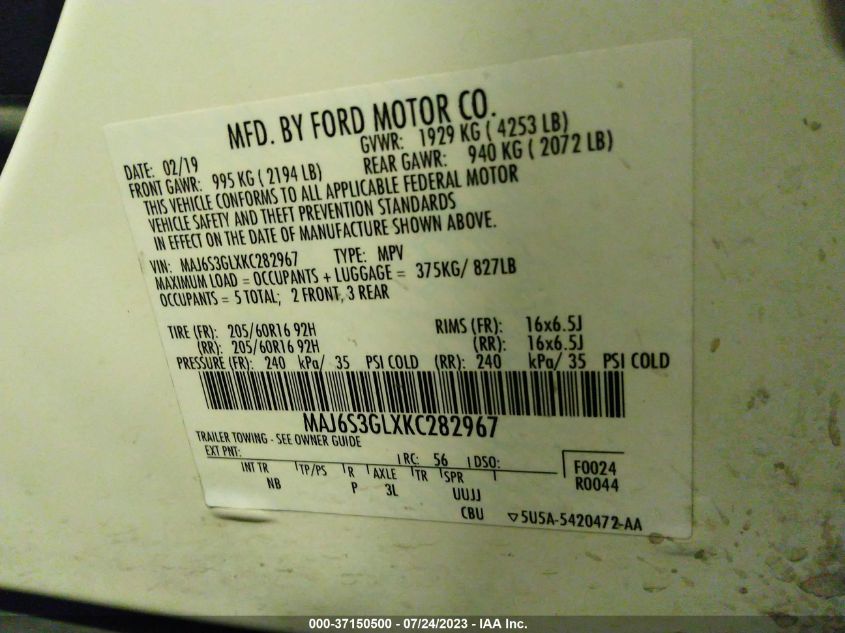 MFD. BY FORD MOTOR CO.
DATE: 02/19 GVWR: 1929 KG ( 4253 LB)
FRONT GAWR: 995 KG ( 2194 LB) REAR GAWR: 940 KG ( 2072 LB)
THIS VEHICLE CONFORMS TO ALL APPLICABLE FEDERAL MOTOR
VEHICLE SAFETY AND THEFT PREVENTION STANDARDS
IN EFFECT ON THE DATE OF MANUFACTURE SHOWN ABOVE.
VIN: MAJ6S3GLXKC282967 TYPE: MPV
MAXIMUM LOAD = OCCUPANTS + LUGGAGE = 375KG/ 827LB
OCCUPANTS = 5 TOTAL; 2 FRONT, 3 REAR
TIRE (FR): 205/60R16 92H RIMS (FR): 16x6.5J
(RR): 205/60R16 92H (RR): 16x6.5J
PRESSURE (FR): 240 kPa/ 35 PSI COLD (RR): 240 kPa/ 35 PSI COLD
MAJ6S3GLXKC282967
TRAILER TOWING - SEE OWNER GUIDE
EXT PNT: RC: 56 DSO: F0024
INT TR TP/PS R AXLE TR SPR R0044
NB P 3L UUJJ
CBU ▽5U5A-5420472-AA
000-37150500 - 07/24/2023 - IAA Inc.